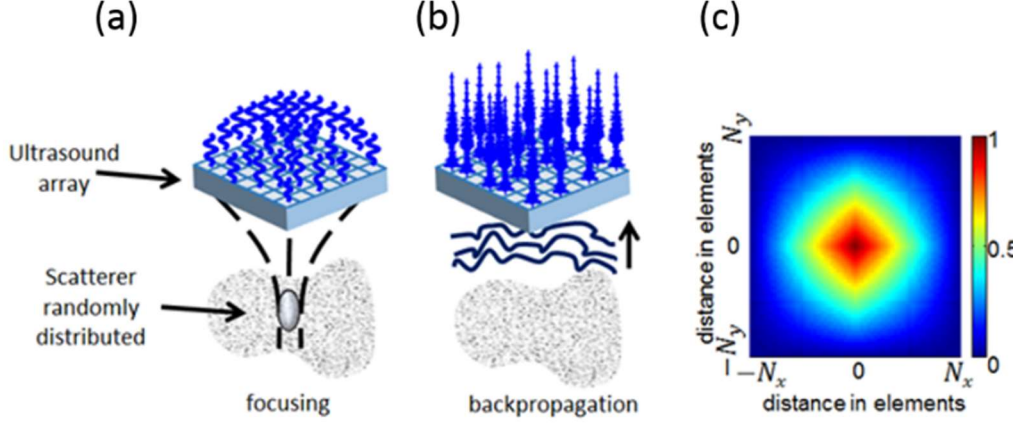 (a)
(b)
(c)
Ultrasound
array
Scatterer
randomly
distributed
focusing
backpropagation
distance in elements
N_y
0
−N_y
−N_x
0
N_x
distance in elements
1
0.5
0